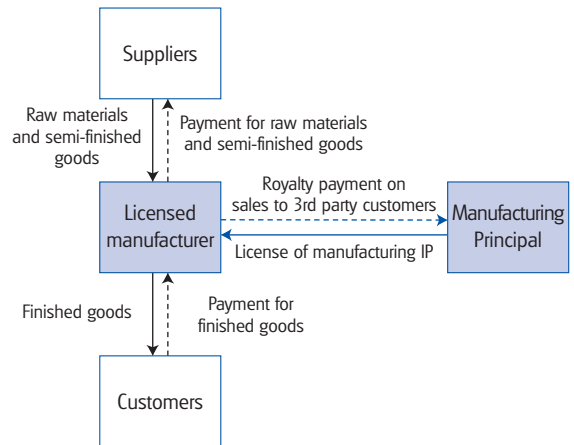 Suppliers
Raw materials
and semi-finished
goods
Payment for raw materials
and semi-finished goods
Licensed
manufacturer
Royalty payment on
sales to 3rd party customers
License of manufacturing IP
Manufacturing
Principal
Finished goods
Payment for
finished goods
Customers